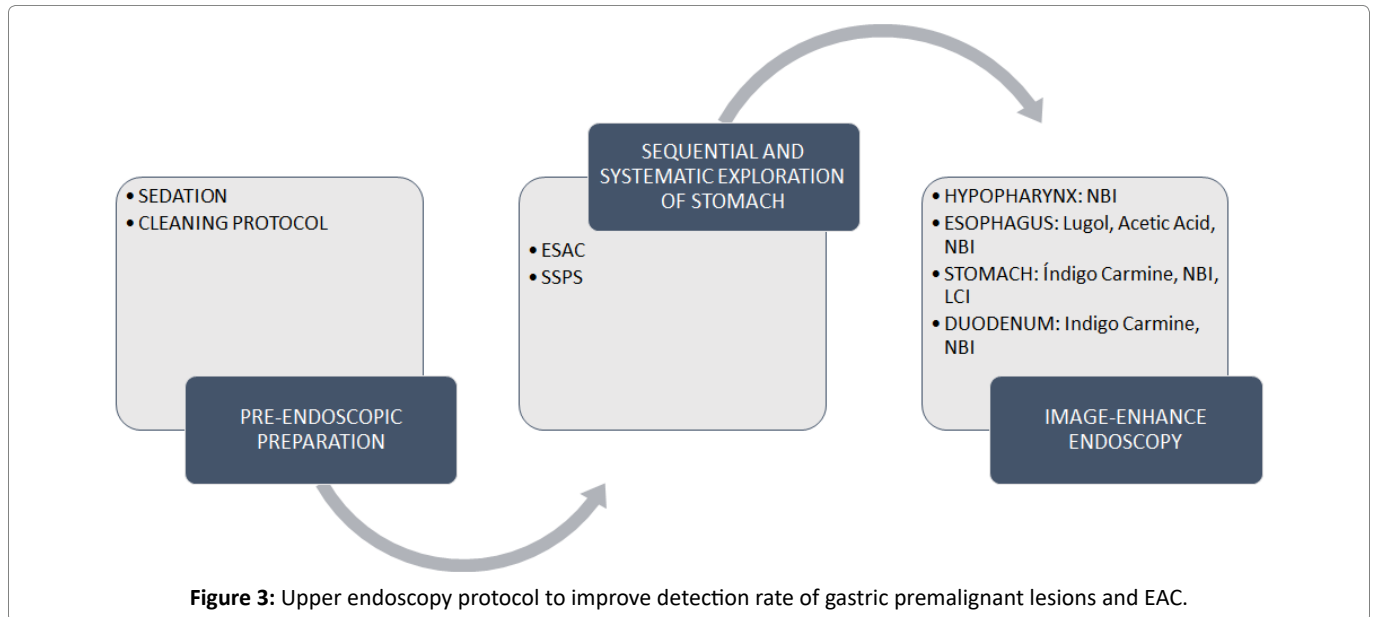 • SEDATION
• CLEANING PROTOCOL
PRE-ENDOSCOPIC
PREPARATION
SEQUENTIAL AND
SYSTEMATIC EXPLORATION
OF STOMACH
• ESAC
• SSPS
• HYPOPHARYNX: NBI
• ESOPHAGUS: Lugol, Acetic Acid,
NBI
• STOMACH: Índigo Carmine, NBI,
LCI
• DUODENUM: Indigo Carmine,
NBI
IMAGE-ENHANCE
ENDOSCOPY
Figure 3: Upper endoscopy protocol to improve detection rate of gastric premalignant lesions and EAC.